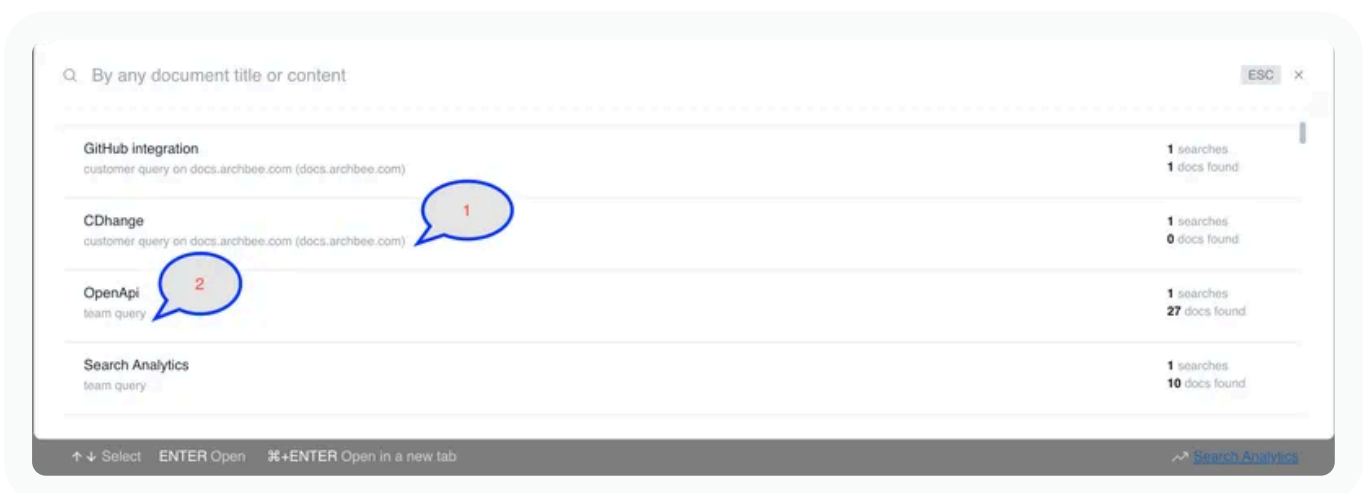 By any document title or content
ESC ×
GitHub integration
customer query on docs.archbee.com (docs.archbee.com)
1 searches
1 docs found
CDhange
customer query on docs.archbee.com (docs.archbee.com)
1
1 searches
0 docs found
OpenApi
team query
2
1 searches
27 docs found
Search Analytics
team query
1 searches
10 docs found
↑ ↓ Select ENTER Open ⌘+ENTER Open in a new tab
Search Analytics